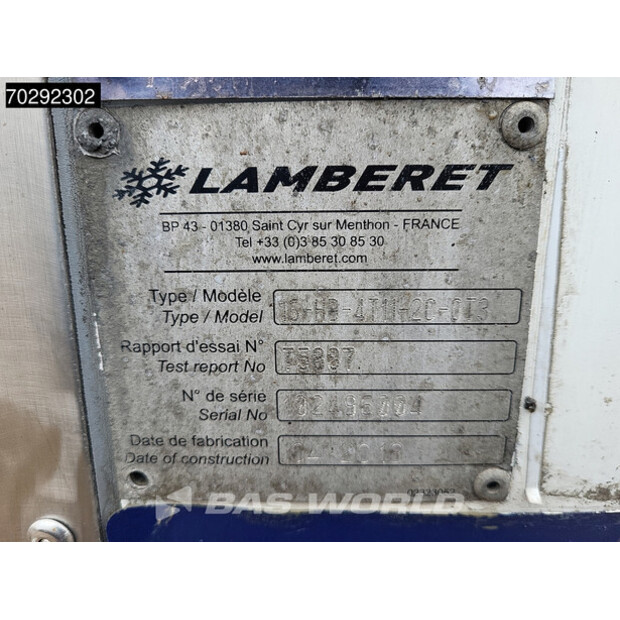 70292302
LAMBERET
BP 43 - 01380 Saint Cyr sur Menthon - FRANCE
Tel +33 (0)3 85 30 85 30
www.lamberet.com
Type / Modèle
Type / Model
Rapport d'essai N°
Test report No
N° de série
Serial No
Date de fabrication
Date of construction
BAS WORLD